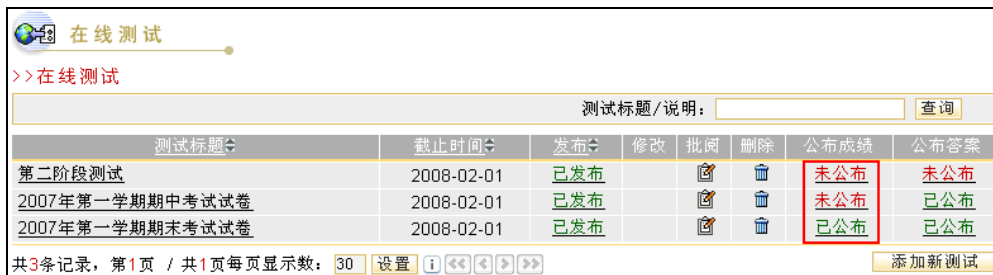 在线测试
>>在线测试
测试标题/说明： 查询
测试标题 截止时间 发布 修改 批阅 删除 公布成绩 公布答案
第二阶段测试 2008-02-01 已发布 未公布 未公布
2007年第一学期期中考试试卷 2008-02-01 已发布 未公布 已公布
2007年第一学期期末考试试卷 2008-02-01 已发布 已公布 已公布
共3条记录，第1页 / 共1页每页显示数： 30 设置 i << < > >> 添加新测试